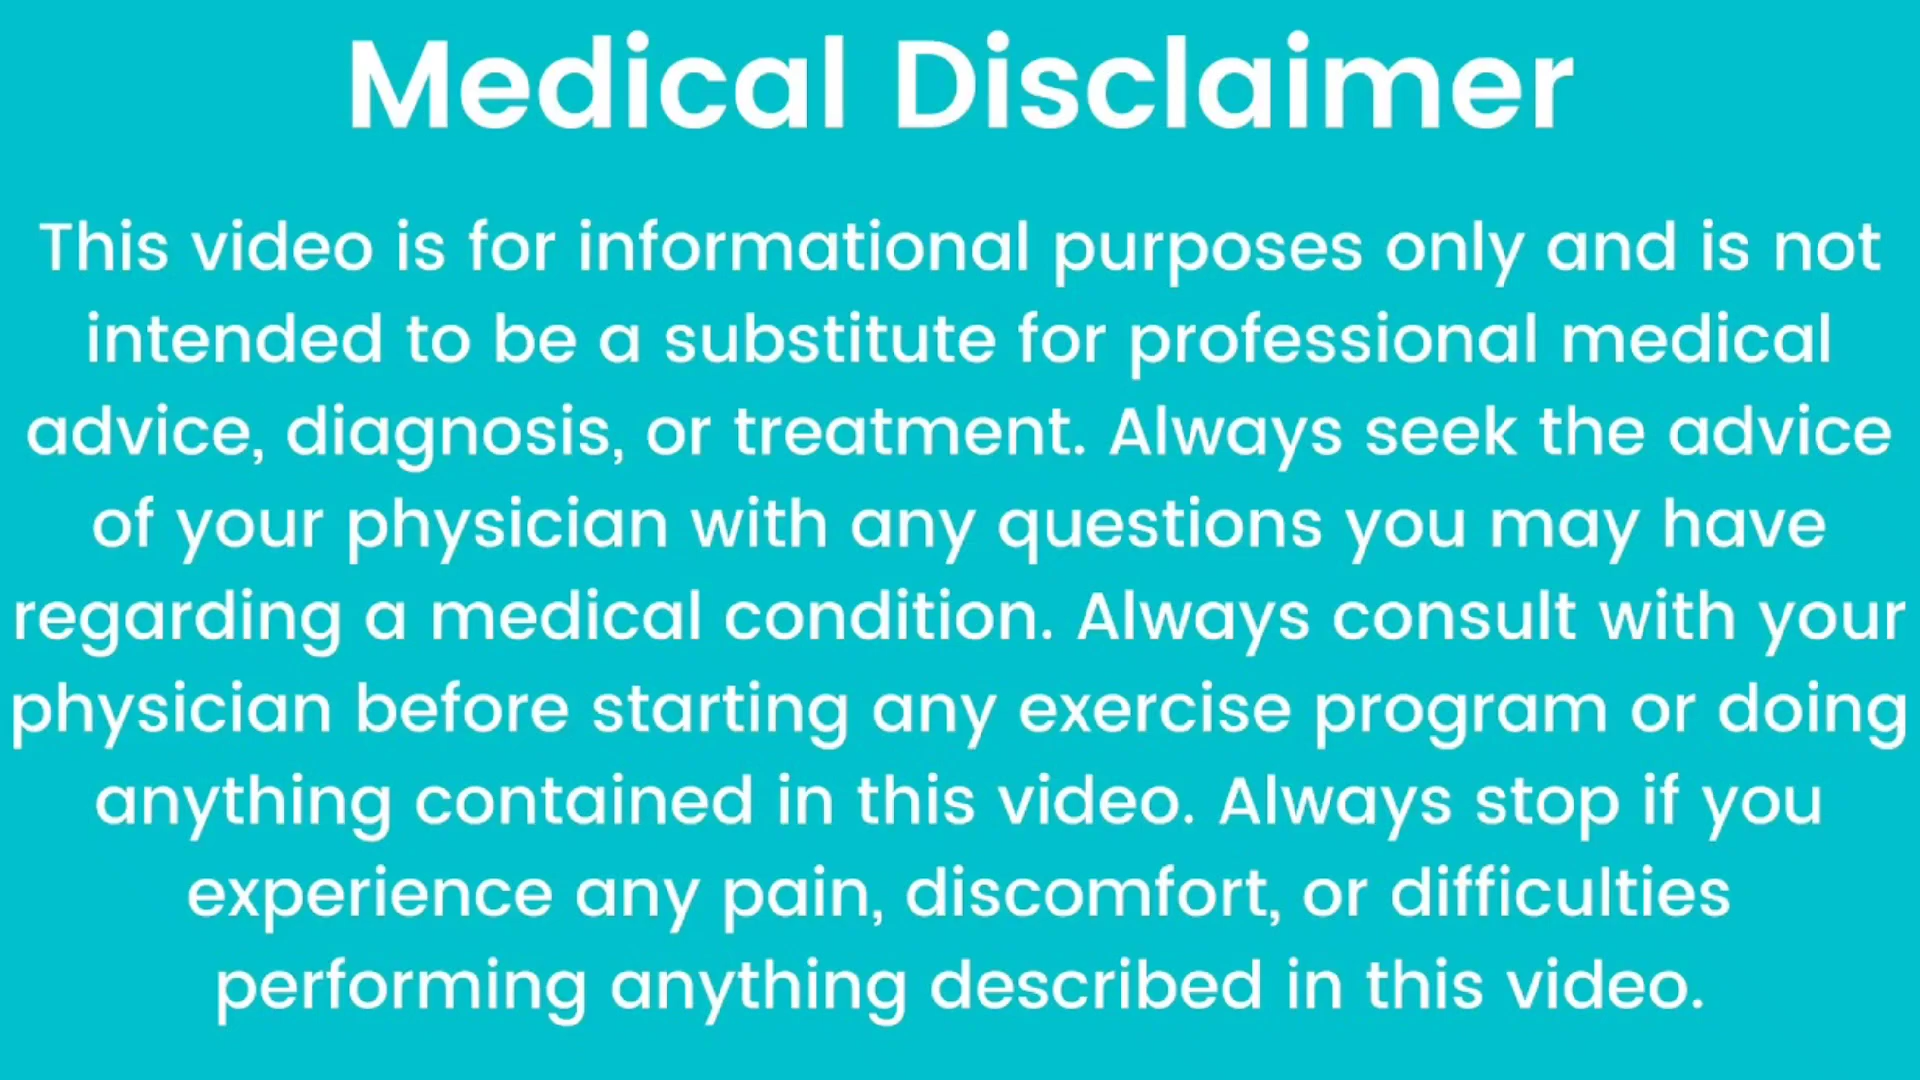 Medical Disclaimer
This video is for informational purposes only and is not
intended to be a substitute for professional medical
advice, diagnosis, or treatment. Always seek the advice
of your physician with any questions you may have
regarding a medical condition. Always consult with your
physician before starting any exercise program or doing
anything contained in this video. Always stop if you
experience any pain, discomfort, or difficulties
performing anything described in this video.